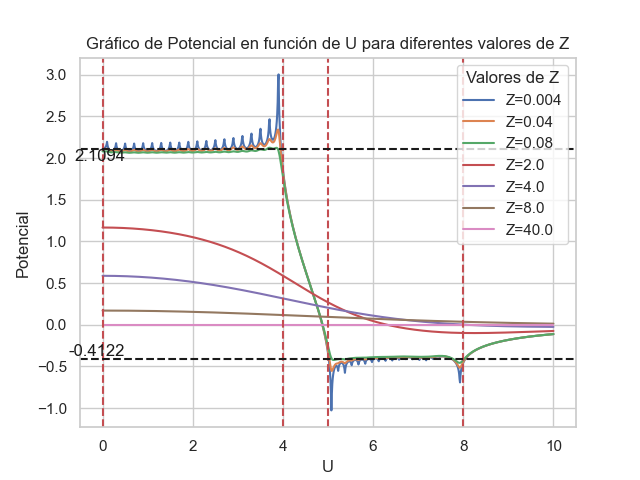 Gráfico de Potencial en función de U para diferentes valores de Z
3.0
2.5
2.0
1.5
1.0
0.5
0.0
−0.5
−1.0
Potencial
2.1094
-0.4122
Valores de Z
Z=0.004
Z=0.04
Z=0.08
Z=2.0
Z=4.0
Z=8.0
Z=40.0
0 2 4 6 8 10
U